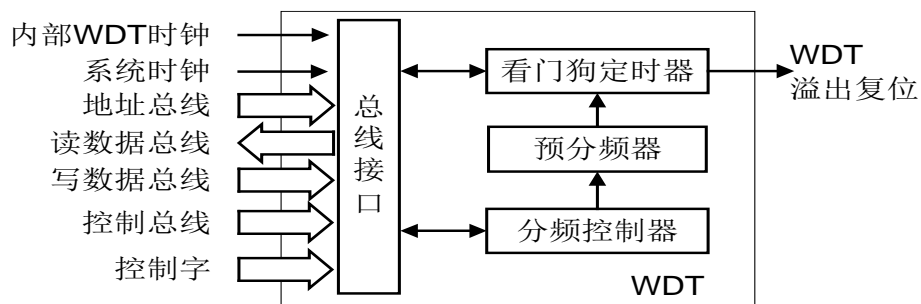 内部WDT时钟
系统时钟
地址总线
读数据总线
写数据总线
控制总线
控制字
总线接口
看门狗定时器
预分频器
分频控制器
WDT
WDT
溢出复位